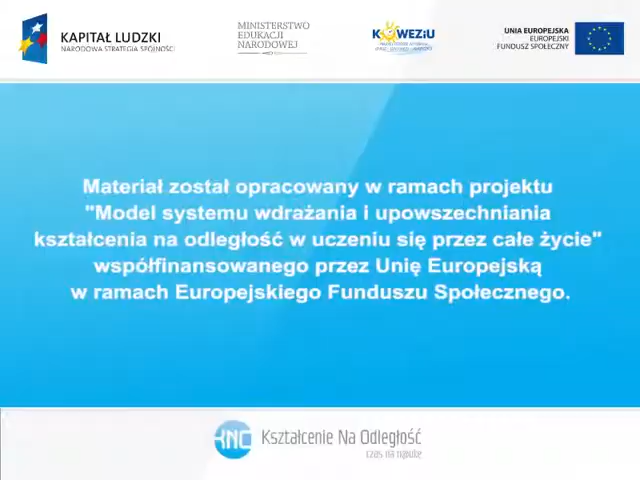 KAPITAŁ LUDZKI
NARODOWA STRATEGIA SPÓJNOŚCI
MINISTERSTWO
EDUKACJI
NARODOWEJ
KOWEZiU
UNIA EUROPEJSKA
EUROPEJSKI
FUNDUSZ SPOŁECZNY
Materiał został opracowany w ramach projektu
"Model systemu wdrażania i upowszechniania
kształcenia na odległość w uczeniu się przez całe życie"
współfinansowanego przez Unię Europejską
w ramach Europejskiego Funduszu Społecznego.
KNO Kształcenie Na Odległość
czas na naukę